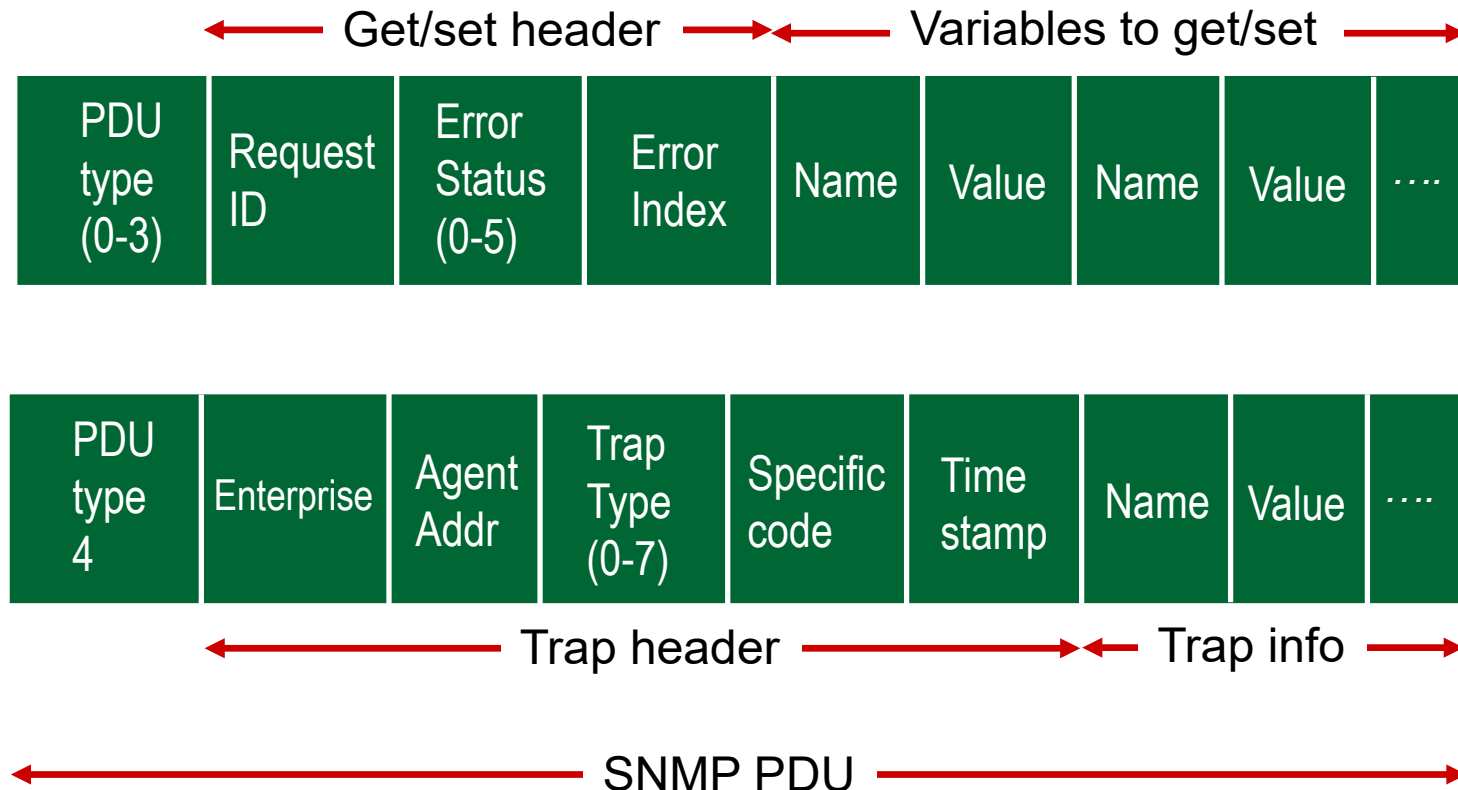 Get/set header
Variables to get/set
PDU
type
(0-3)
Request
ID
Error
Status
(0-5)
Error
Index
Name
Value
Name
Value
....
PDU
type
4
Enterprise
Agent
Addr
Trap
Type
(0-7)
Specific
code
Time
stamp
Name
Value
....
Trap header
Trap info
SNMP PDU